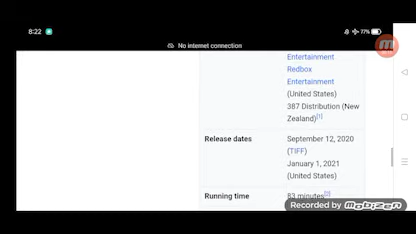 8:22
77%
No internet connection
Entertainment
Redbox
Entertainment
(United States)
387 Distribution (New
Zealand)[1]
Release dates
September 12, 2020
(TIFF)
January 1, 2021
(United States)
Running time
83 minutes[2]
Recorded by mobizen